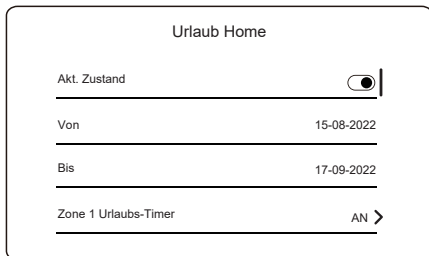 Urlaub Home
Akt. Zustand
Von 15-08-2022
Bis 17-09-2022
Zone 1 Urlaubs-Timer AN